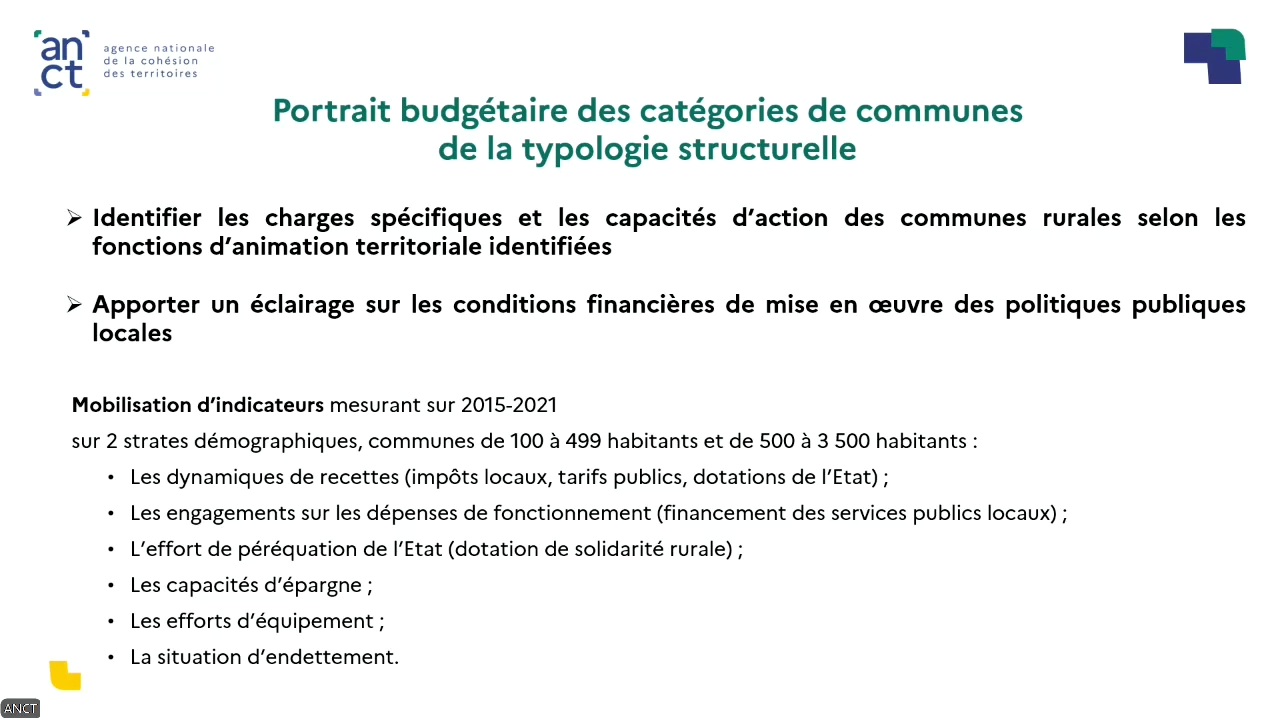 anct
agence nationale
de la cohésion
des territoires
Portrait budgétaire des catégories de communes
de la typologie structurelle
➢ Identifier les charges spécifiques et les capacités d’action des communes rurales selon les
fonctions d’animation territoriale identifiées
➢ Apporter un éclairage sur les conditions financières de mise en œuvre des politiques publiques
locales
Mobilisation d’indicateurs mesurant sur 2015-2021
sur 2 strates démographiques, communes de 100 à 499 habitants et de 500 à 3 500 habitants :
• Les dynamiques de recettes (impôts locaux, tarifs publics, dotations de l’Etat) ;
• Les engagements sur les dépenses de fonctionnement (financement des services publics locaux) ;
• L’effort de péréquation de l’Etat (dotation de solidarité rurale) ;
• Les capacités d’épargne ;
• Les efforts d’équipement ;
• La situation d’endettement.
ANCT